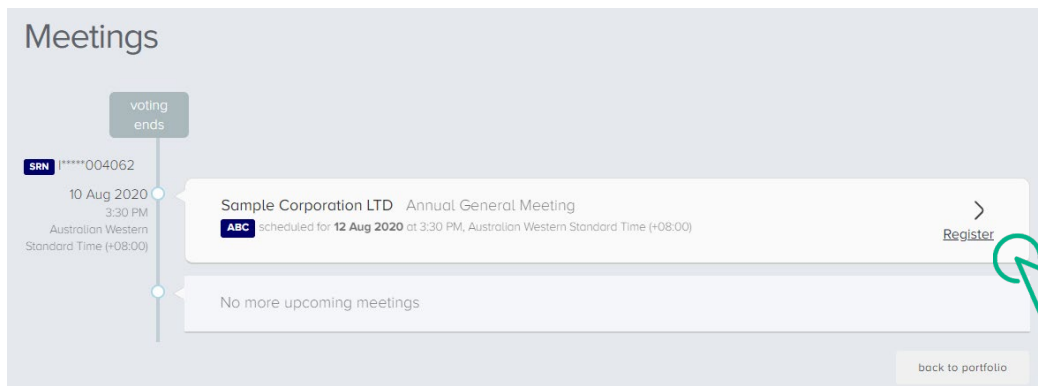 Meetings
voting
ends
SRN I*****004062
10 Aug 2020
3:30 PM
Australian Western
Standard Time (+08:00)
Sample Corporation LTD Annual General Meeting
ABC scheduled for 12 Aug 2020 at 3:30 PM, Australian Western Standard Time (+08:00)
Register
No more upcoming meetings
back to portfolio